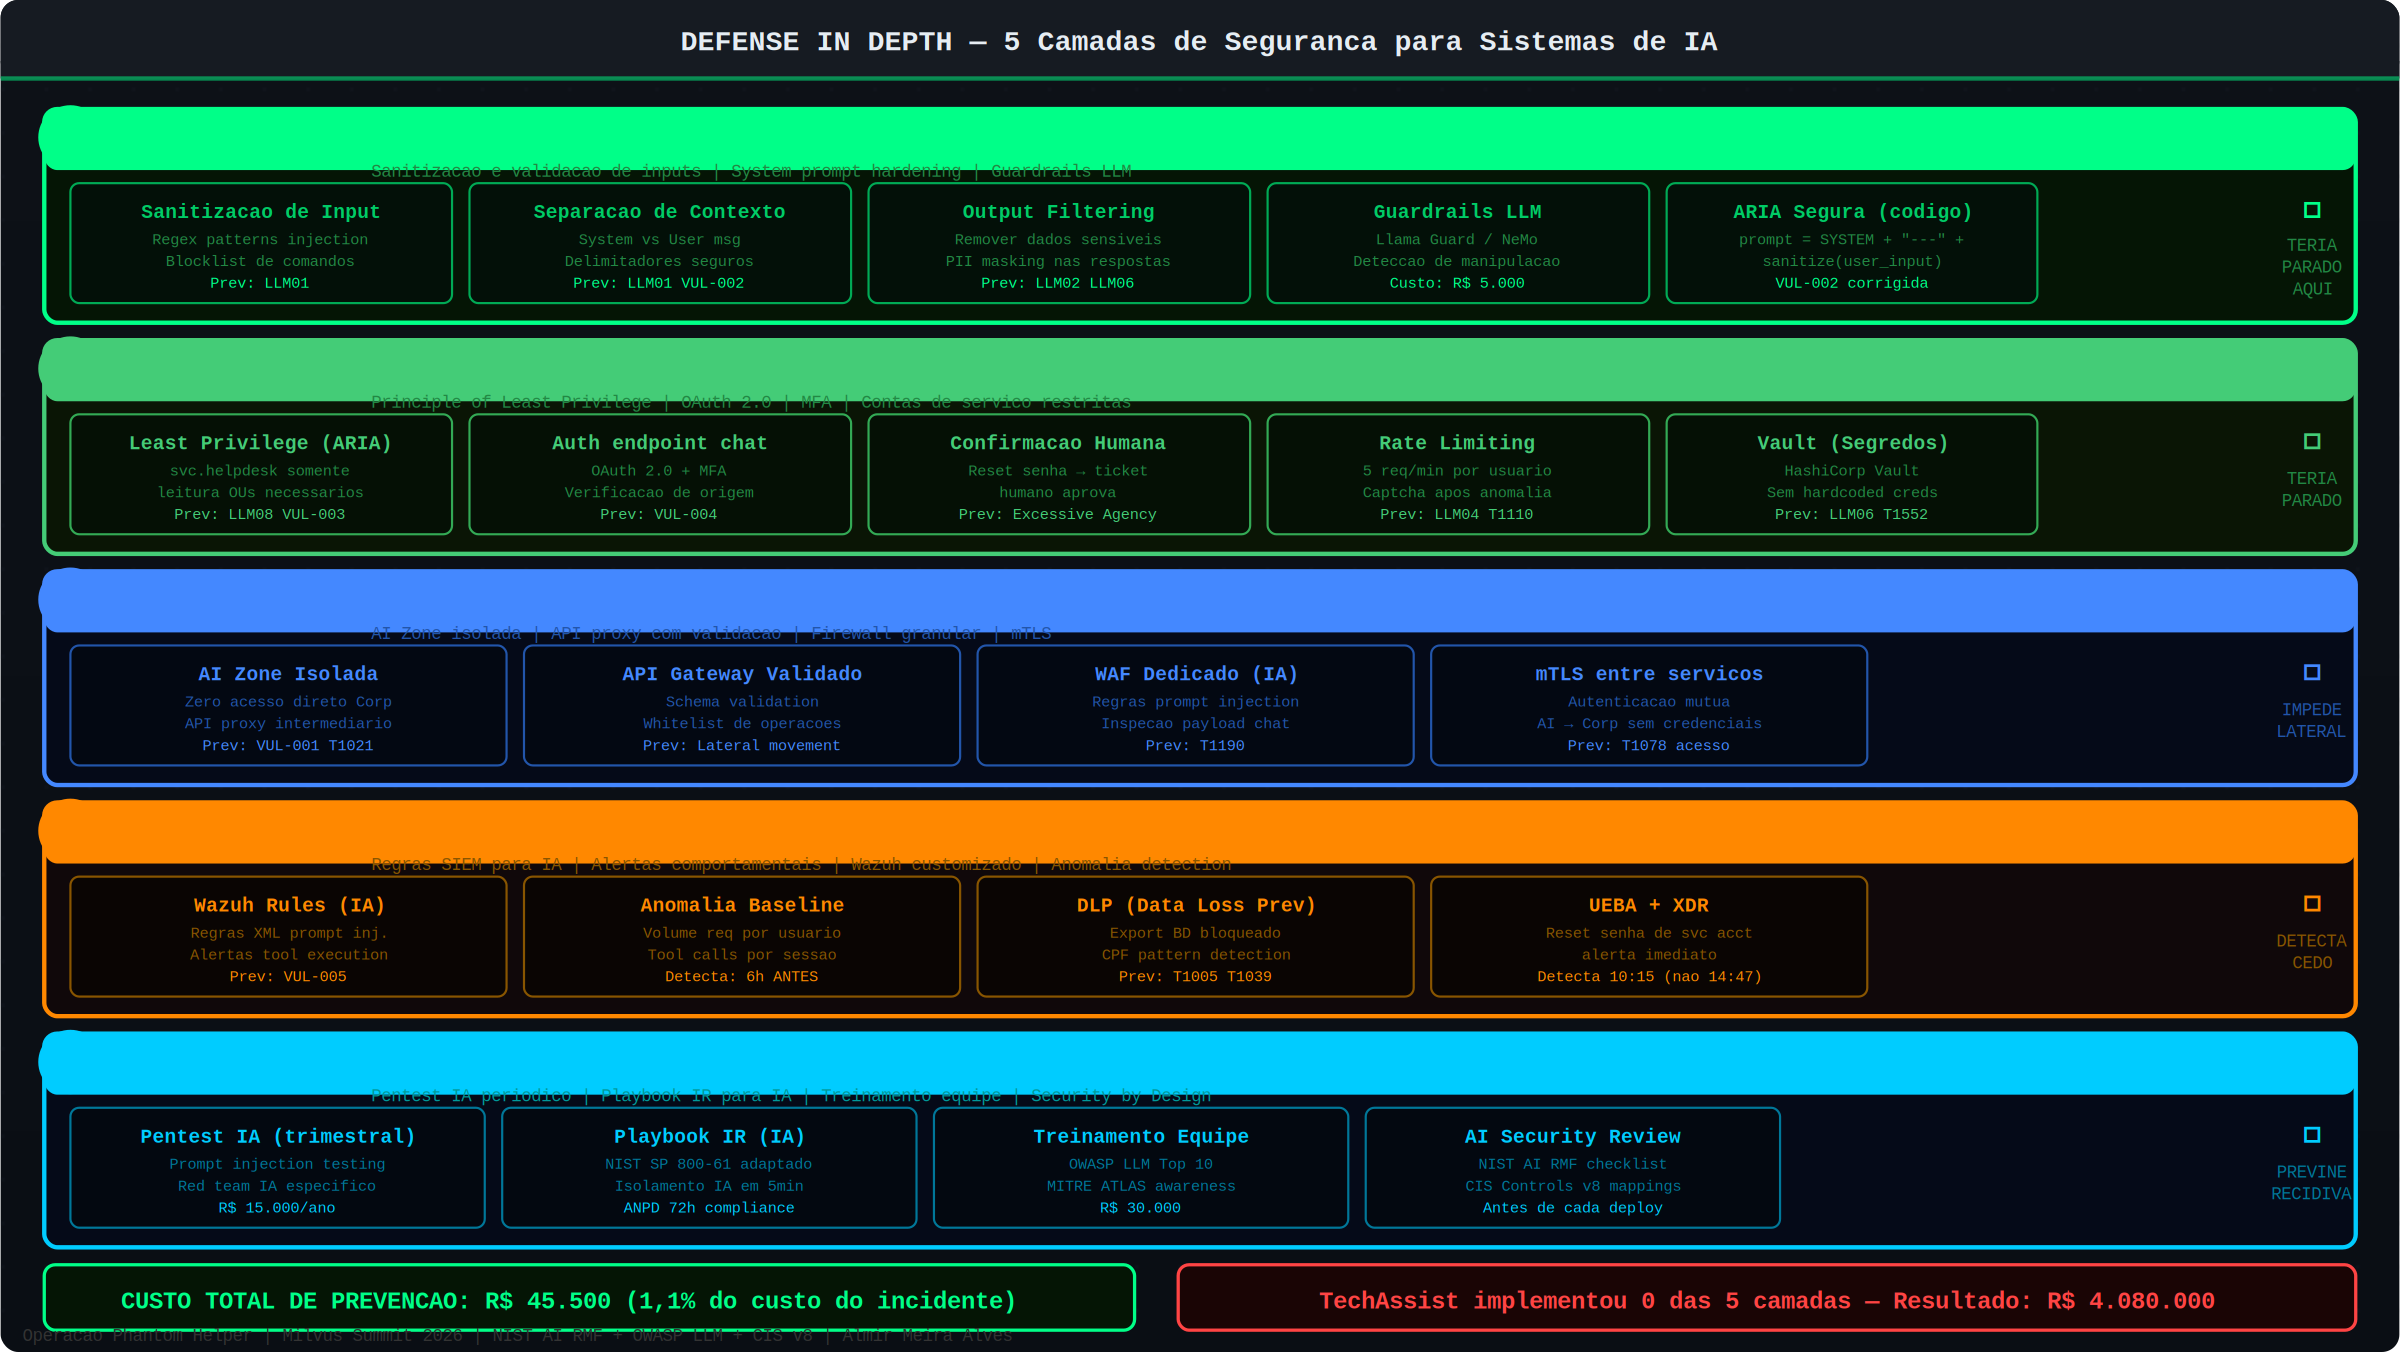 DEFENSE IN DEPTH — 5 Camadas de Seguranca para Sistemas de IA
Sanitizacao e validacao de inputs | System prompt hardening | Guardrails LLM
Sanitizacao de Input
Regex patterns injection
Blocklist de comandos
Prev: LLM01
Separacao de Contexto
System vs User msg
Delimitadores seguros
Prev: LLM01 VUL-002
Output Filtering
Remover dados sensiveis
PII masking nas respostas
Prev: LLM02 LLM06
Guardrails LLM
Llama Guard / NeMo
Deteccao de manipulacao
Custo: R$ 5.000
ARIA Segura (codigo)
prompt = SYSTEM + "---" +
sanitize(user_input)
VUL-002 corrigida
TERIA
PARADO
AQUI
Principle of Least Privilege | OAuth 2.0 | MFA | Contas de servico restritas
Least Privilege (ARIA)
svc.helpdesk somente
leitura OUs necessarios
Prev: LLM08 VUL-003
Auth endpoint chat
OAuth 2.0 + MFA
Verificacao de origem
Prev: VUL-004
Confirmacao Humana
Reset senha → ticket
humano aprova
Prev: Excessive Agency
Rate Limiting
5 req/min por usuario
Captcha apos anomalia
Prev: LLM04 T1110
Vault (Segredos)
HashiCorp Vault
Sem hardcoded creds
Prev: LLM06 T1552
TERIA
PARADO
AI Zone isolada | API proxy com validacao | Firewall granular | mTLS
AI Zone Isolada
Zero acesso direto Corp
API proxy intermediario
Prev: VUL-001 T1021
API Gateway Validado
Schema validation
Whitelist de operacoes
Prev: Lateral movement
WAF Dedicado (IA)
Regras prompt injection
Inspecao payload chat
Prev: T1190
mTLS entre servicos
Autenticacao mutua
AI → Corp sem credenciais
Prev: T1078 acesso
IMPEDE
LATERAL
Regras SIEM para IA | Alertas comportamentais | Wazuh customizado | Anomalia detection
Wazuh Rules (IA)
Regras XML prompt inj.
Alertas tool execution
Prev: VUL-005
Anomalia Baseline
Volume req por usuario
Tool calls por sessao
Detecta: 6h ANTES
DLP (Data Loss Prev)
Export BD bloqueado
CPF pattern detection
Prev: T1005 T1039
UEBA + XDR
Reset senha de svc acct
alerta imediato
Detecta 10:15 (nao 14:47)
DETECTA
CEDO
Pentest IA periodico | Playbook IR para IA | Treinamento equipe | Security by Design
Pentest IA (trimestral)
Prompt injection testing
Red team IA especifico
R$ 15.000/ano
Playbook IR (IA)
NIST SP 800-61 adaptado
Isolamento IA em 5min
ANPD 72h compliance
Treinamento Equipe
OWASP LLM Top 10
MITRE ATLAS awareness
R$ 30.000
AI Security Review
NIST AI RMF checklist
CIS Controls v8 mappings
Antes de cada deploy
PREVINE
RECIDIVA
CUSTO TOTAL DE PREVENCAO: R$ 45.500 (1,1% do custo do incidente)
TechAssist implementou 0 das 5 camadas — Resultado: R$ 4.080.000
Operacao Phantom Helper | Milvus Summit 2026 | NIST AI RMF + OWASP LLM + CIS v8 | Almir Meira Alves